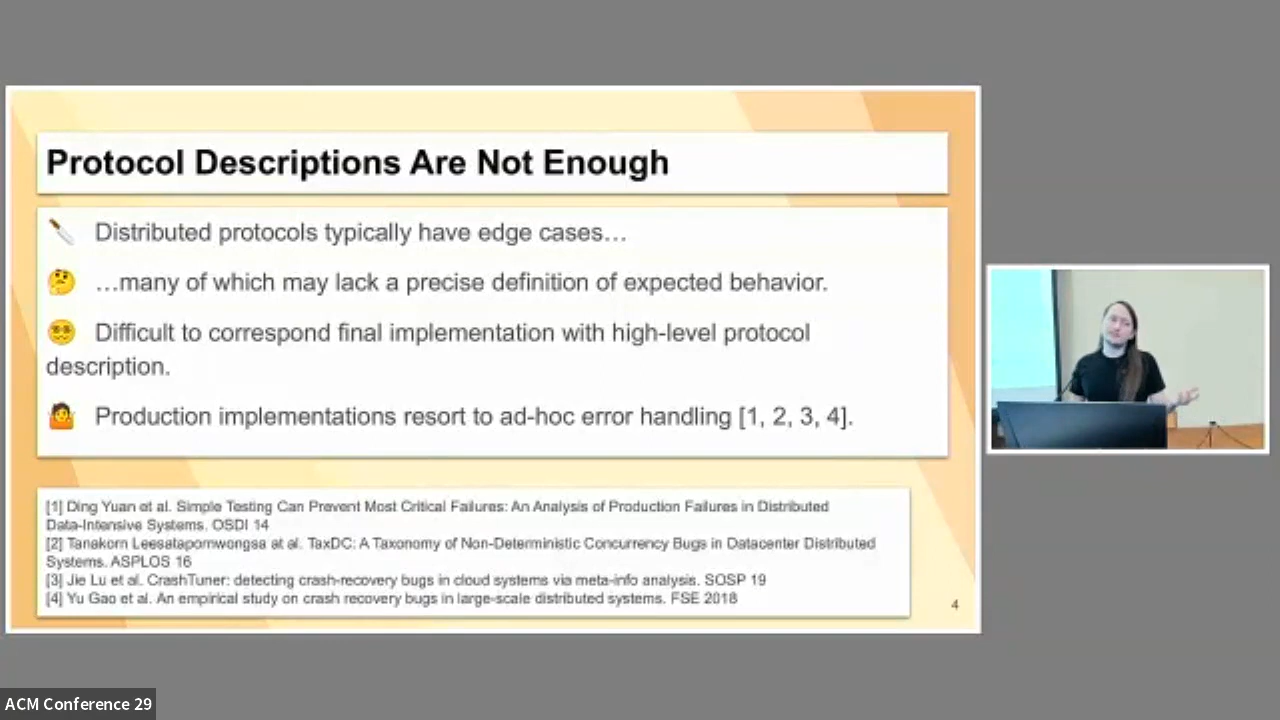 Protocol Descriptions Are Not Enough
Distributed protocols typically have edge cases…
…many of which may lack a precise definition of expected behavior.
Difficult to correspond final implementation with high-level protocol
description.
Production implementations resort to ad-hoc error handling [1, 2, 3, 4].
[1] Ding Yuan et al. Simple Testing Can Prevent Most Critical Failures: An Analysis of Production Failures in Distributed
Data-Intensive Systems. OSDI 14
[2] Tanakorn Leesatapornwongsa at al. TaxDC: A Taxonomy of Non-Deterministic Concurrency Bugs in Datacenter Distributed
Systems. ASPLOS 16
[3] Jie Lu et al. CrashTuner: detecting crash-recovery bugs in cloud systems via meta-info analysis. SOSP 19
[4] Yu Gao et al. An empirical study on crash recovery bugs in large-scale distributed systems. FSE 2018
4
ACM Conference 29